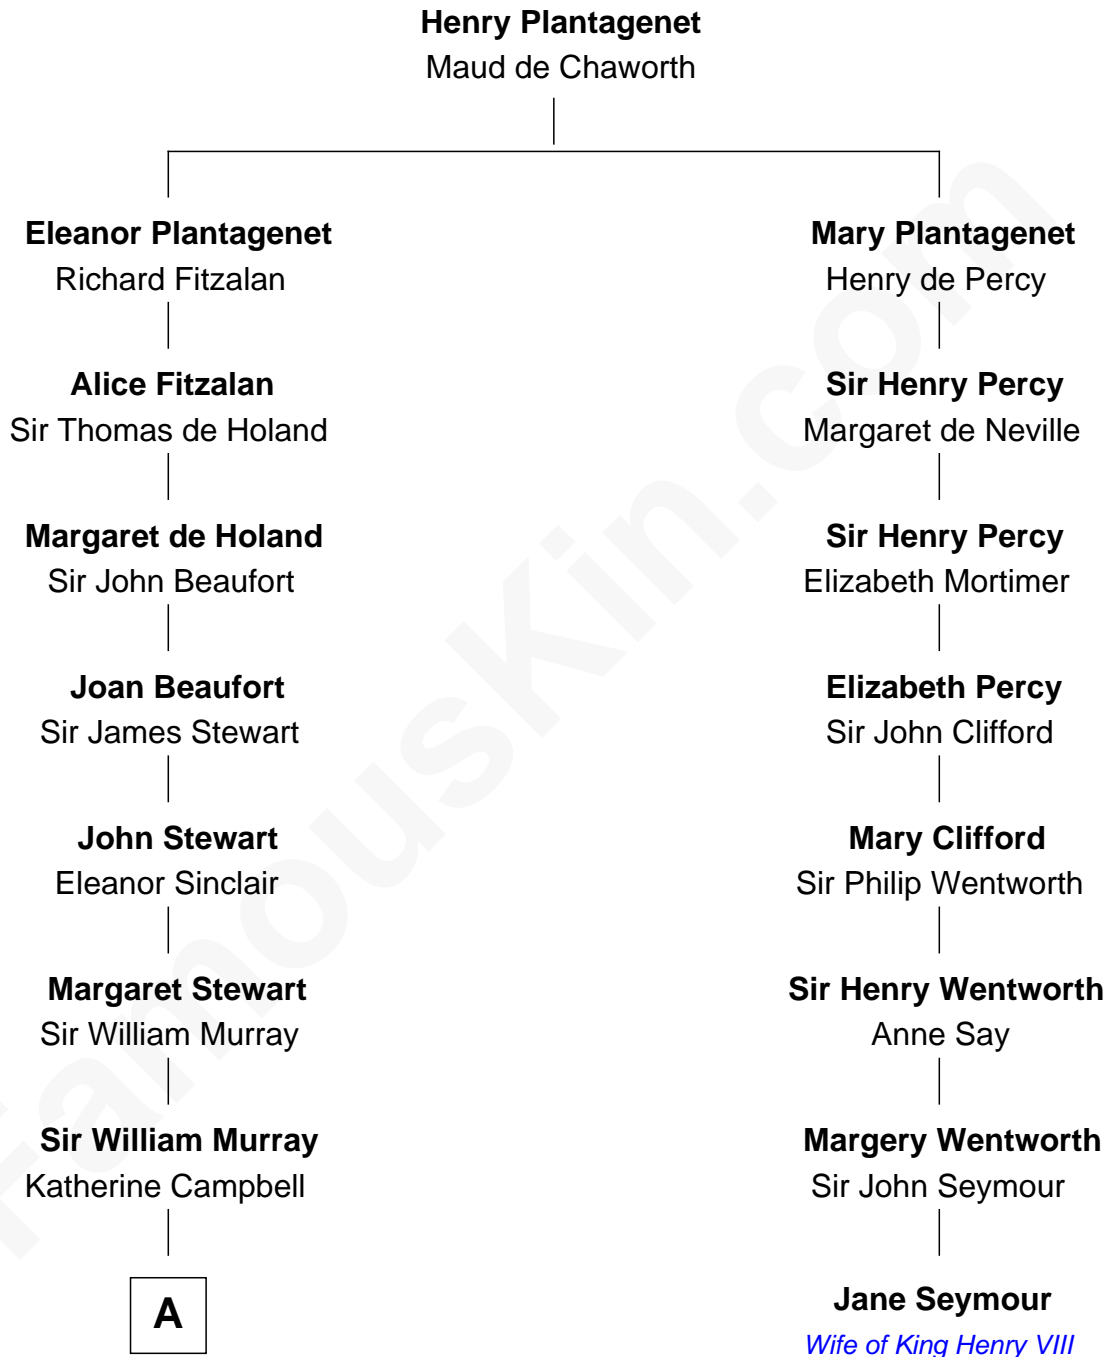 Henry Plantagenet
Maud de Chaworth
Eleanor Plantagenet
Richard Fitzalan
Alice Fitzalan
Sir Thomas de Holand
Margaret de Holand
Sir John Beaufort
Joan Beaufort
Sir James Stewart
John Stewart
Eleanor Sinclair
Margaret Stewart
Sir William Murray
Sir William Murray
Katherine Campbell
A
Mary Plantagenet
Henry de Percy
Sir Henry Percy
Margaret de Neville
Sir Henry Percy
Elizabeth Mortimer
Elizabeth Percy
Sir John Clifford
Mary Clifford
Sir Philip Wentworth
Sir Henry Wentworth
Anne Say
Margery Wentworth
Sir John Seymour
Jane Seymour
Wife of King Henry VIII
FamousKin.com